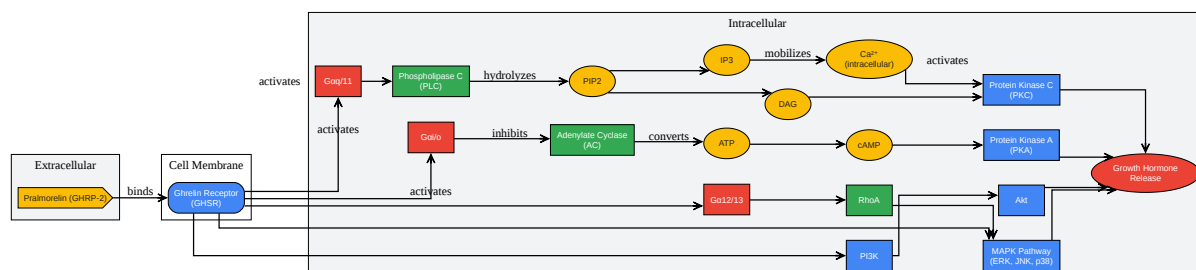 Intracellular
Ca²⁺
(intracellular)
IP3
mobilizes
activates
activates
Gαq/11
Phospholipase C
(PLC)
hydrolyzes
PIP2
DAG
Protein Kinase C
(PKC)
activates
Gαi/o
inhibits
Adenylate Cyclase
(AC)
converts
ATP
cAMP
Protein Kinase A
(PKA)
Extracellular
Cell Membrane
Pralmorelin (GHRP-2)
binds
Ghrelin Receptor
(GHSR)
activates
Growth Hormone
Release
Gα12/13
RhoA
Akt
PI3K
MAPK Pathway
(ERK, JNK, p38)